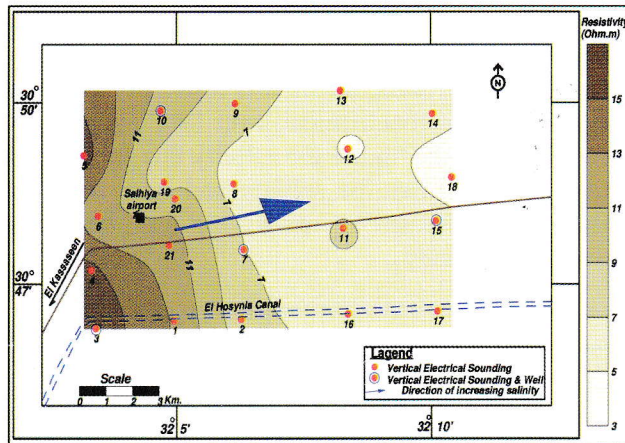 Resistivity
(Ohm.m)
30°
50'
30°
47'
32° 5'
32° 10'
15
13
11
9
7
5
3
N
13
9
10
14
12
11
7
5
18
19
8
20
Salhiya
airport
6
15
11
7
21
11
7
4
El Kassaseen
El Hosynia Canal
3
1
2
16
17
Scale
0 1 2 3 Km.
Lagend
Vertical Electrical Sounding
Vertical Electrical Sounding & Well
Direction of increasing salinity